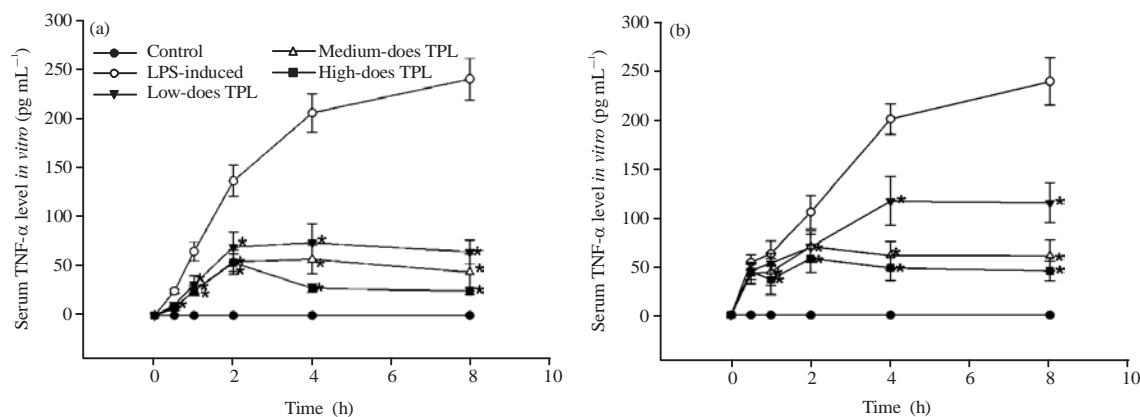 (a)
Control
LPS-induced
Low-does TPL
Medium-does TPL
High-does TPL
Serum TNF-α level in vitro (pg mL⁻¹)
300
250
200
150
100
50
0
0 2 4 6 8 10
Time (h)
(b)
Serum TNF-α level in vitro (pg mL⁻¹)
300
250
200
150
100
50
0
0 2 4 6 8 10
Time (h)